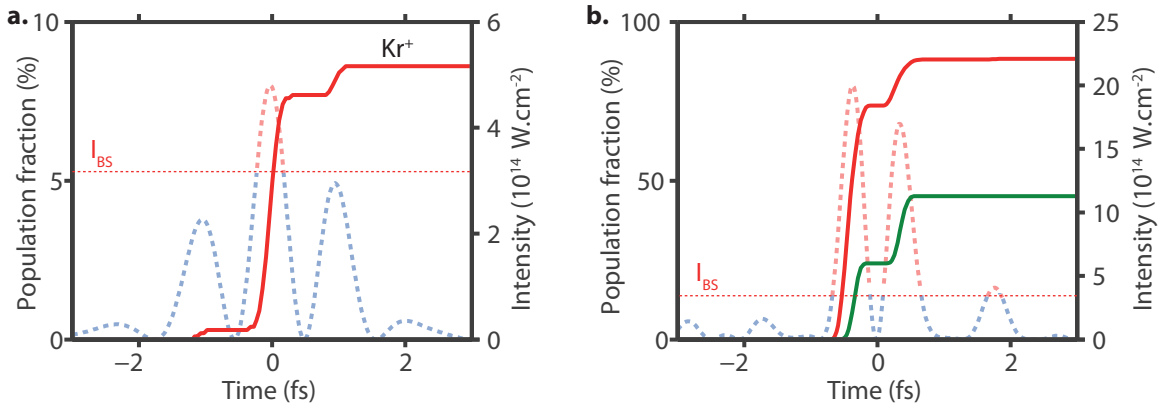 a.
10
5
0
Population fraction (%)
Kr⁺
I_BS
6
4
2
0
Intensity (10¹⁴ W.cm⁻²)
−2
0
2
Time (fs)
b.
100
50
0
Population fraction (%)
I_BS
25
20
15
10
5
0
Intensity (10¹⁴ W.cm⁻²)
−2
0
2
Time (fs)